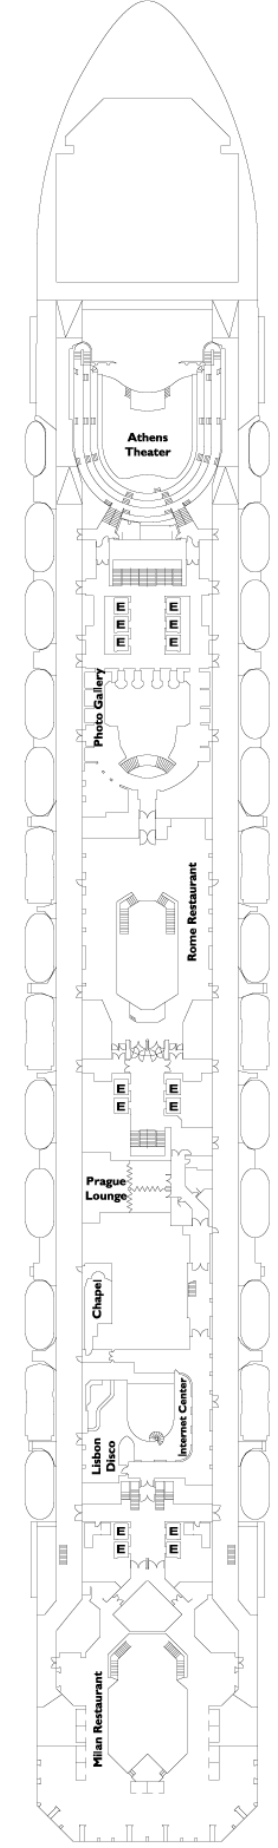 Athens
Theater
E E
E E
E E
Photo Gallery
Rome Restaurant
E E
E E
Prague
Lounge
Chapel
Internet Center
Lisbon
Disco
E E
E E
Milan Restaurant